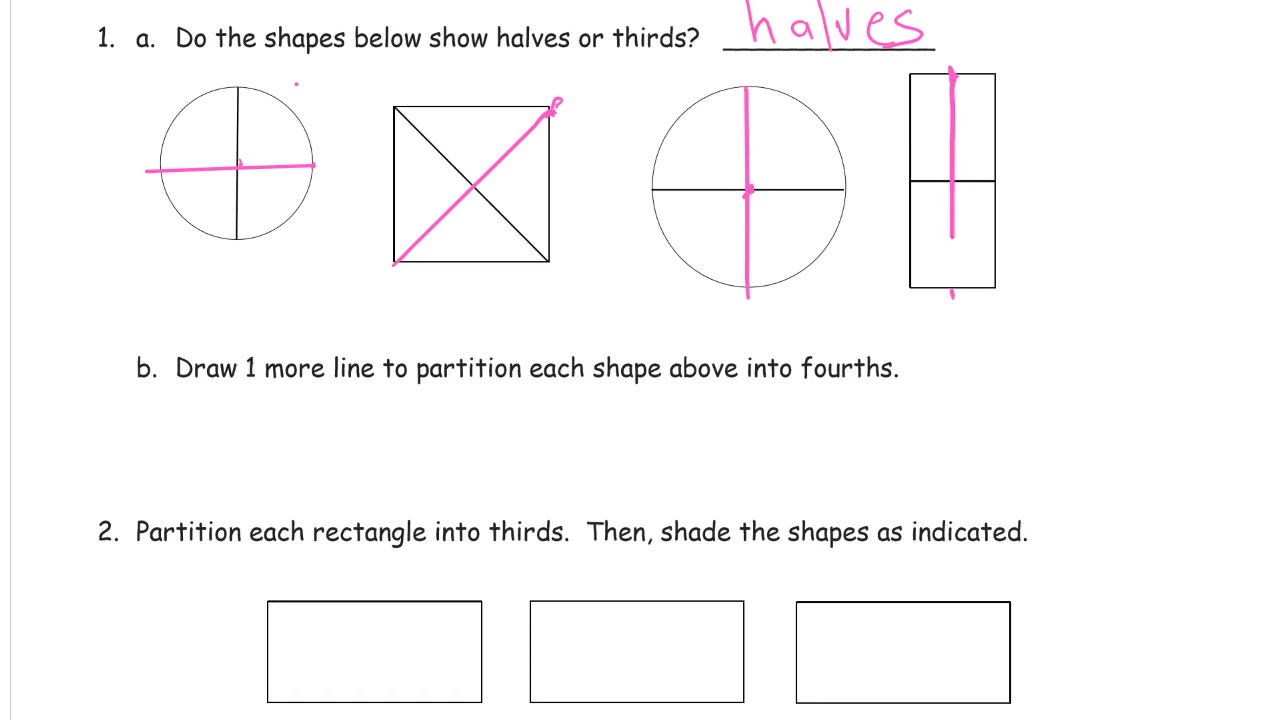 1. a. Do the shapes below show halves or thirds? halves
b. Draw 1 more line to partition each shape above into fourths.
2. Partition each rectangle into thirds. Then, shade the shapes as indicated.